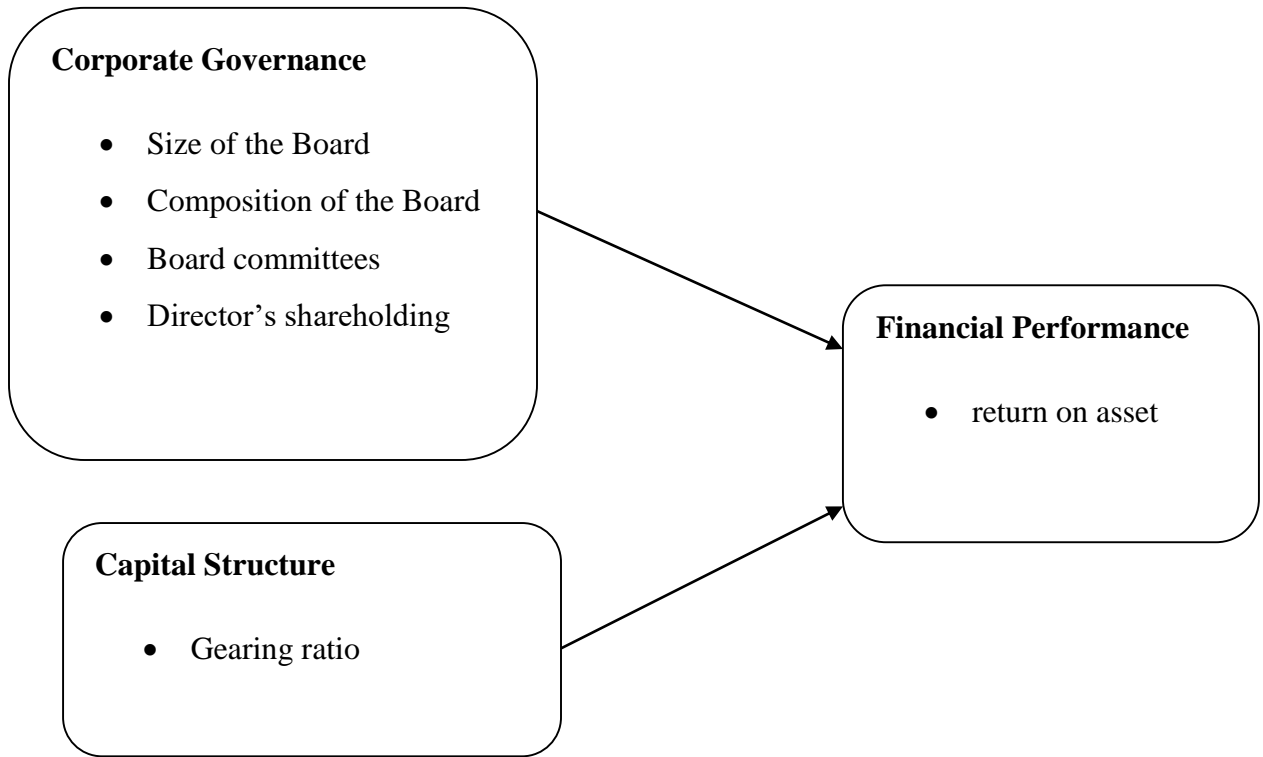 Corporate Governance
• Size of the Board
• Composition of the Board
• Board committees
• Director’s shareholding
Financial Performance
• return on asset
Capital Structure
• Gearing ratio